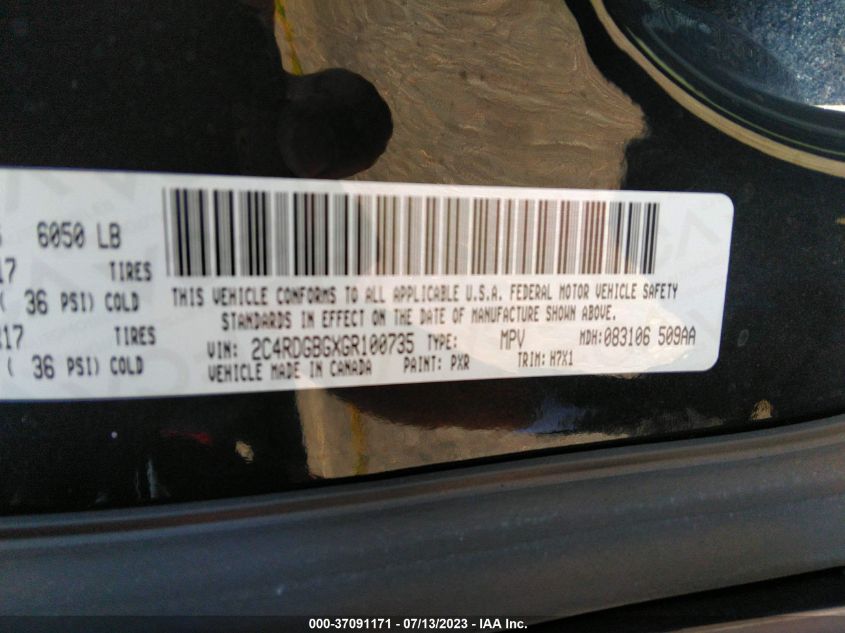 6050 LB
17 TIRES
( 36 PSI) COLD
R17 TIRES
( 36 PSI) COLD
THIS VEHICLE CONFORMS TO ALL APPLICABLE U.S.A. FEDERAL MOTOR VEHICLE SAFETY
STANDARDS IN EFFECT ON THE DATE OF MANUFACTURE SHOWN ABOVE.
VIN: 2C4RDGBGXGR100735 TYPE: MPV MDH:083106 509AA
VEHICLE MADE IN CANADA PAINT: PXR TRIM: H7X1
000-37091171 / 07/13/2023 - IAA Inc.